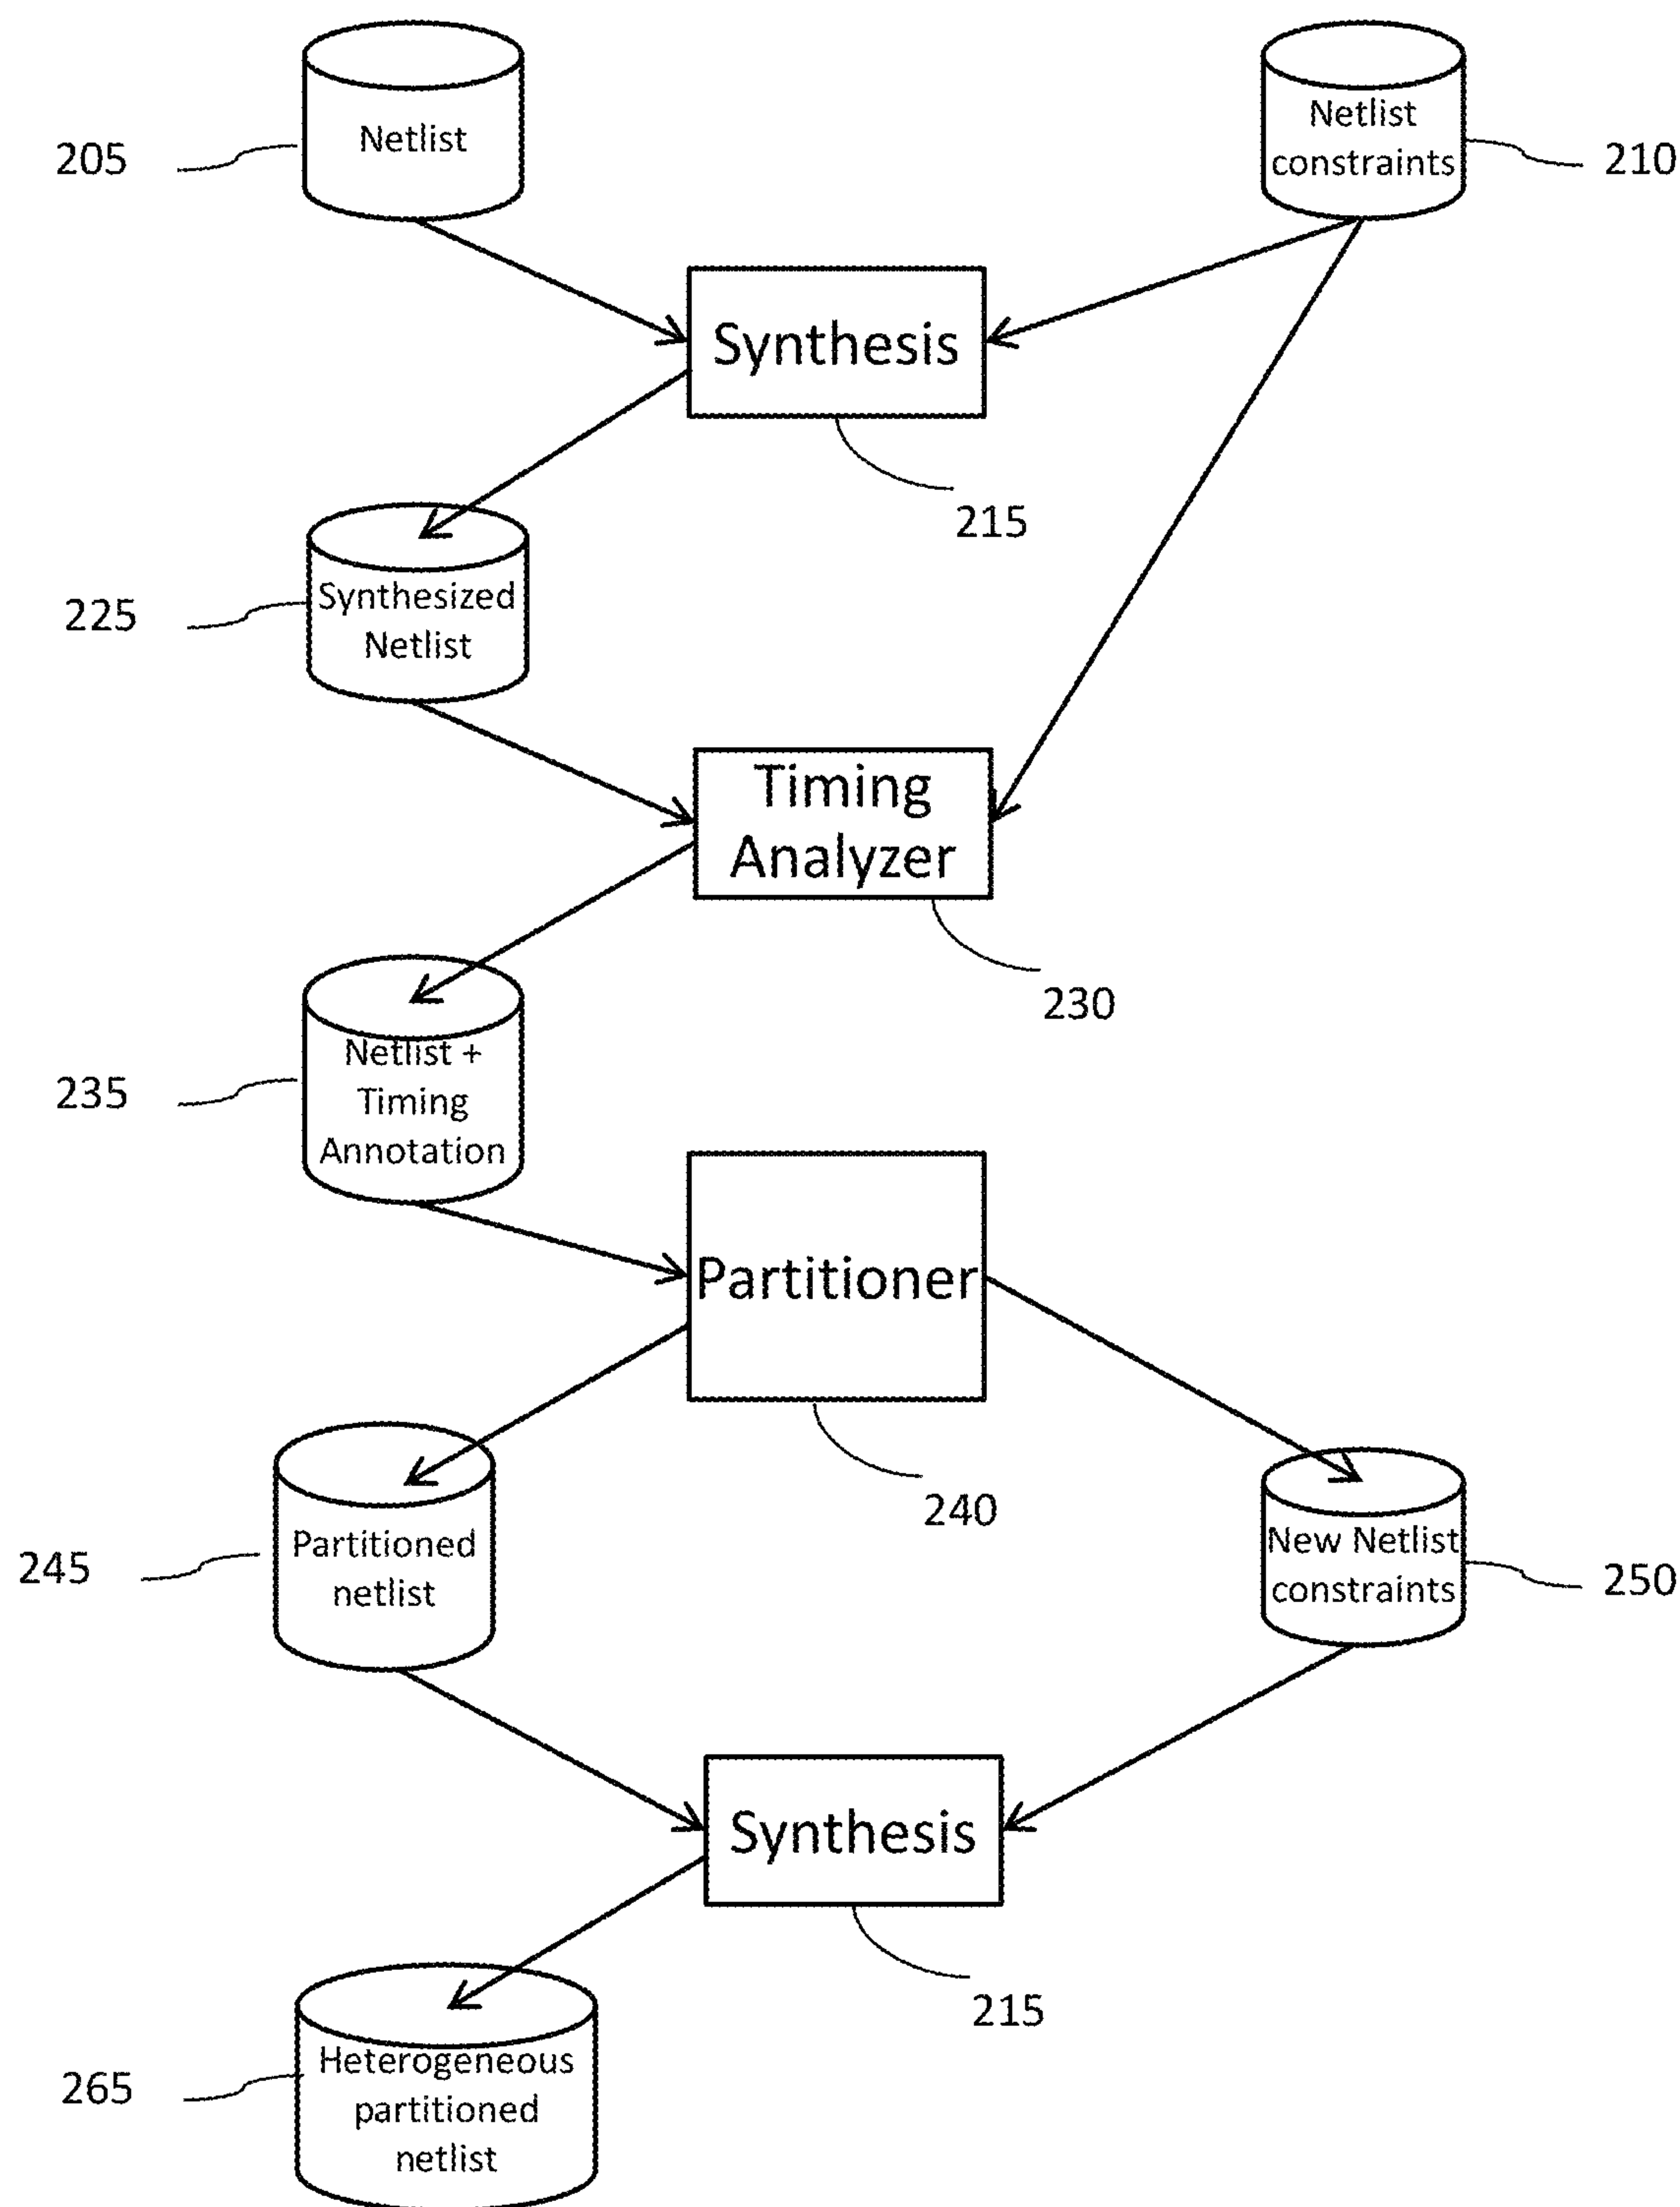 Netlist
205
Netlist
constraints
210
Synthesis
215
Synthesized
Netlist
225
Timing
Analyzer
230
Netlist +
Timing
Annotation
235
Partitioner
240
Partitioned
netlist
245
New Netlist
constraints
250
Synthesis
215
Heterogeneous
partitioned
netlist
265